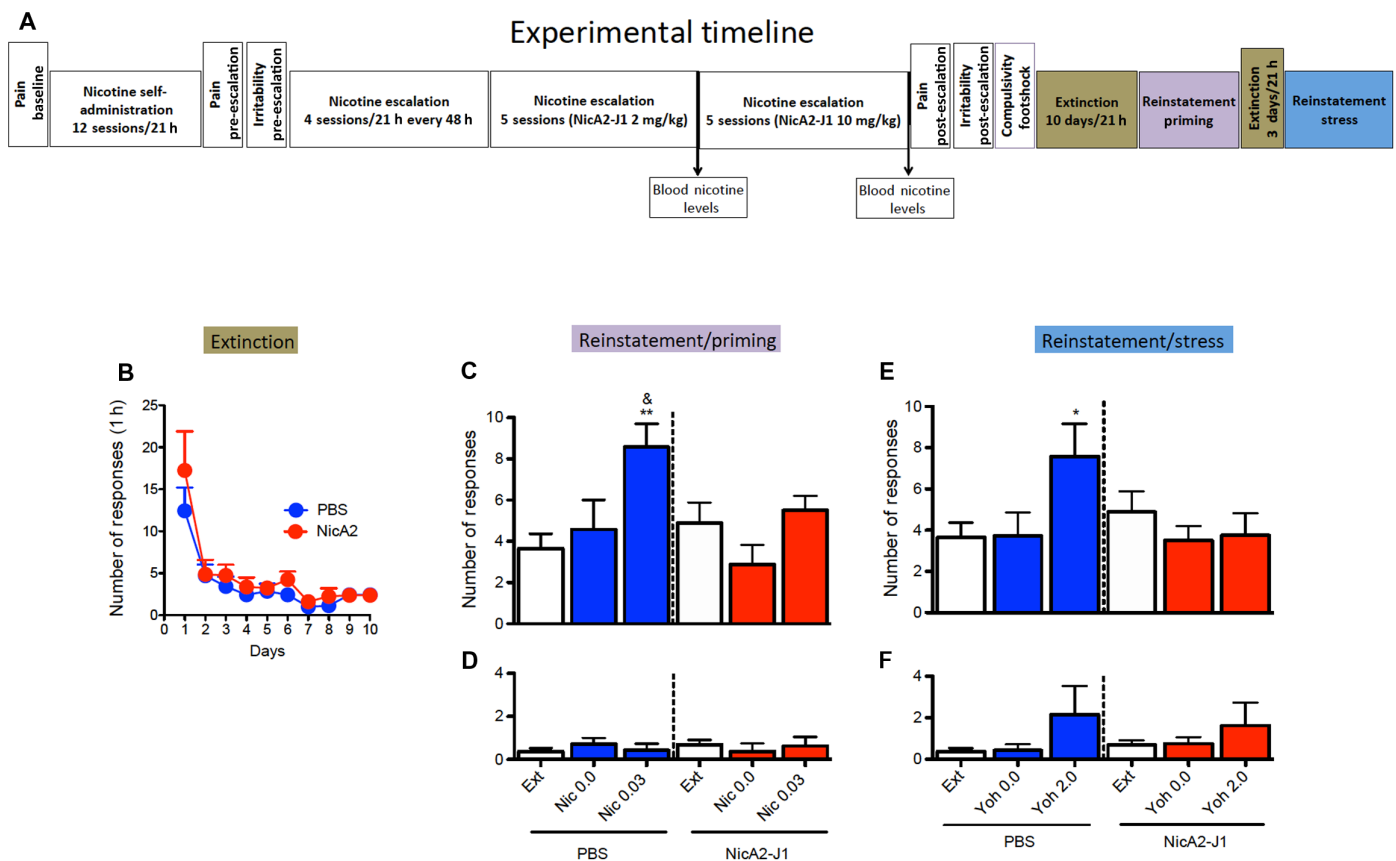 A
Experimental timeline
Pain
baseline
Nicotine self-
administration
12 sessions/21 h
Pain
pre-escalation
Irritability
pre-escalation
Nicotine escalation
4 sessions/21 h every 48 h
Nicotine escalation
5 sessions (NicA2-J1 2 mg/kg)
Nicotine escalation
5 sessions (NicA2-J1 10 mg/kg)
Pain
post-escalation
Irritability
post-escalation
Compulsivity
footshock
Extinction
10 days/21 h
Reinstatement
priming
Extinction
3 days/21 h
Reinstatement
stress
Blood nicotine
levels
Blood nicotine
levels
Extinction
B
Number of responses (1 h)
25
20
15
10
5
0
0 1 2 3 4 5 6 7 8 9 10
Days
PBS
NicA2
Reinstatement/priming
C
Number of responses
10
8
6
4
2
0
&
**
D
4
2
0
Ext
Nic 0.0
Nic 0.03
Ext
Nic 0.0
Nic 0.03
PBS
NicA2-J1
Reinstatement/stress
E
Number of responses
10
8
6
4
2
0
*
F
4
2
0
Ext
Yoh 0.0
Yoh 2.0
Ext
Yoh 0.0
Yoh 2.0
PBS
NicA2-J1